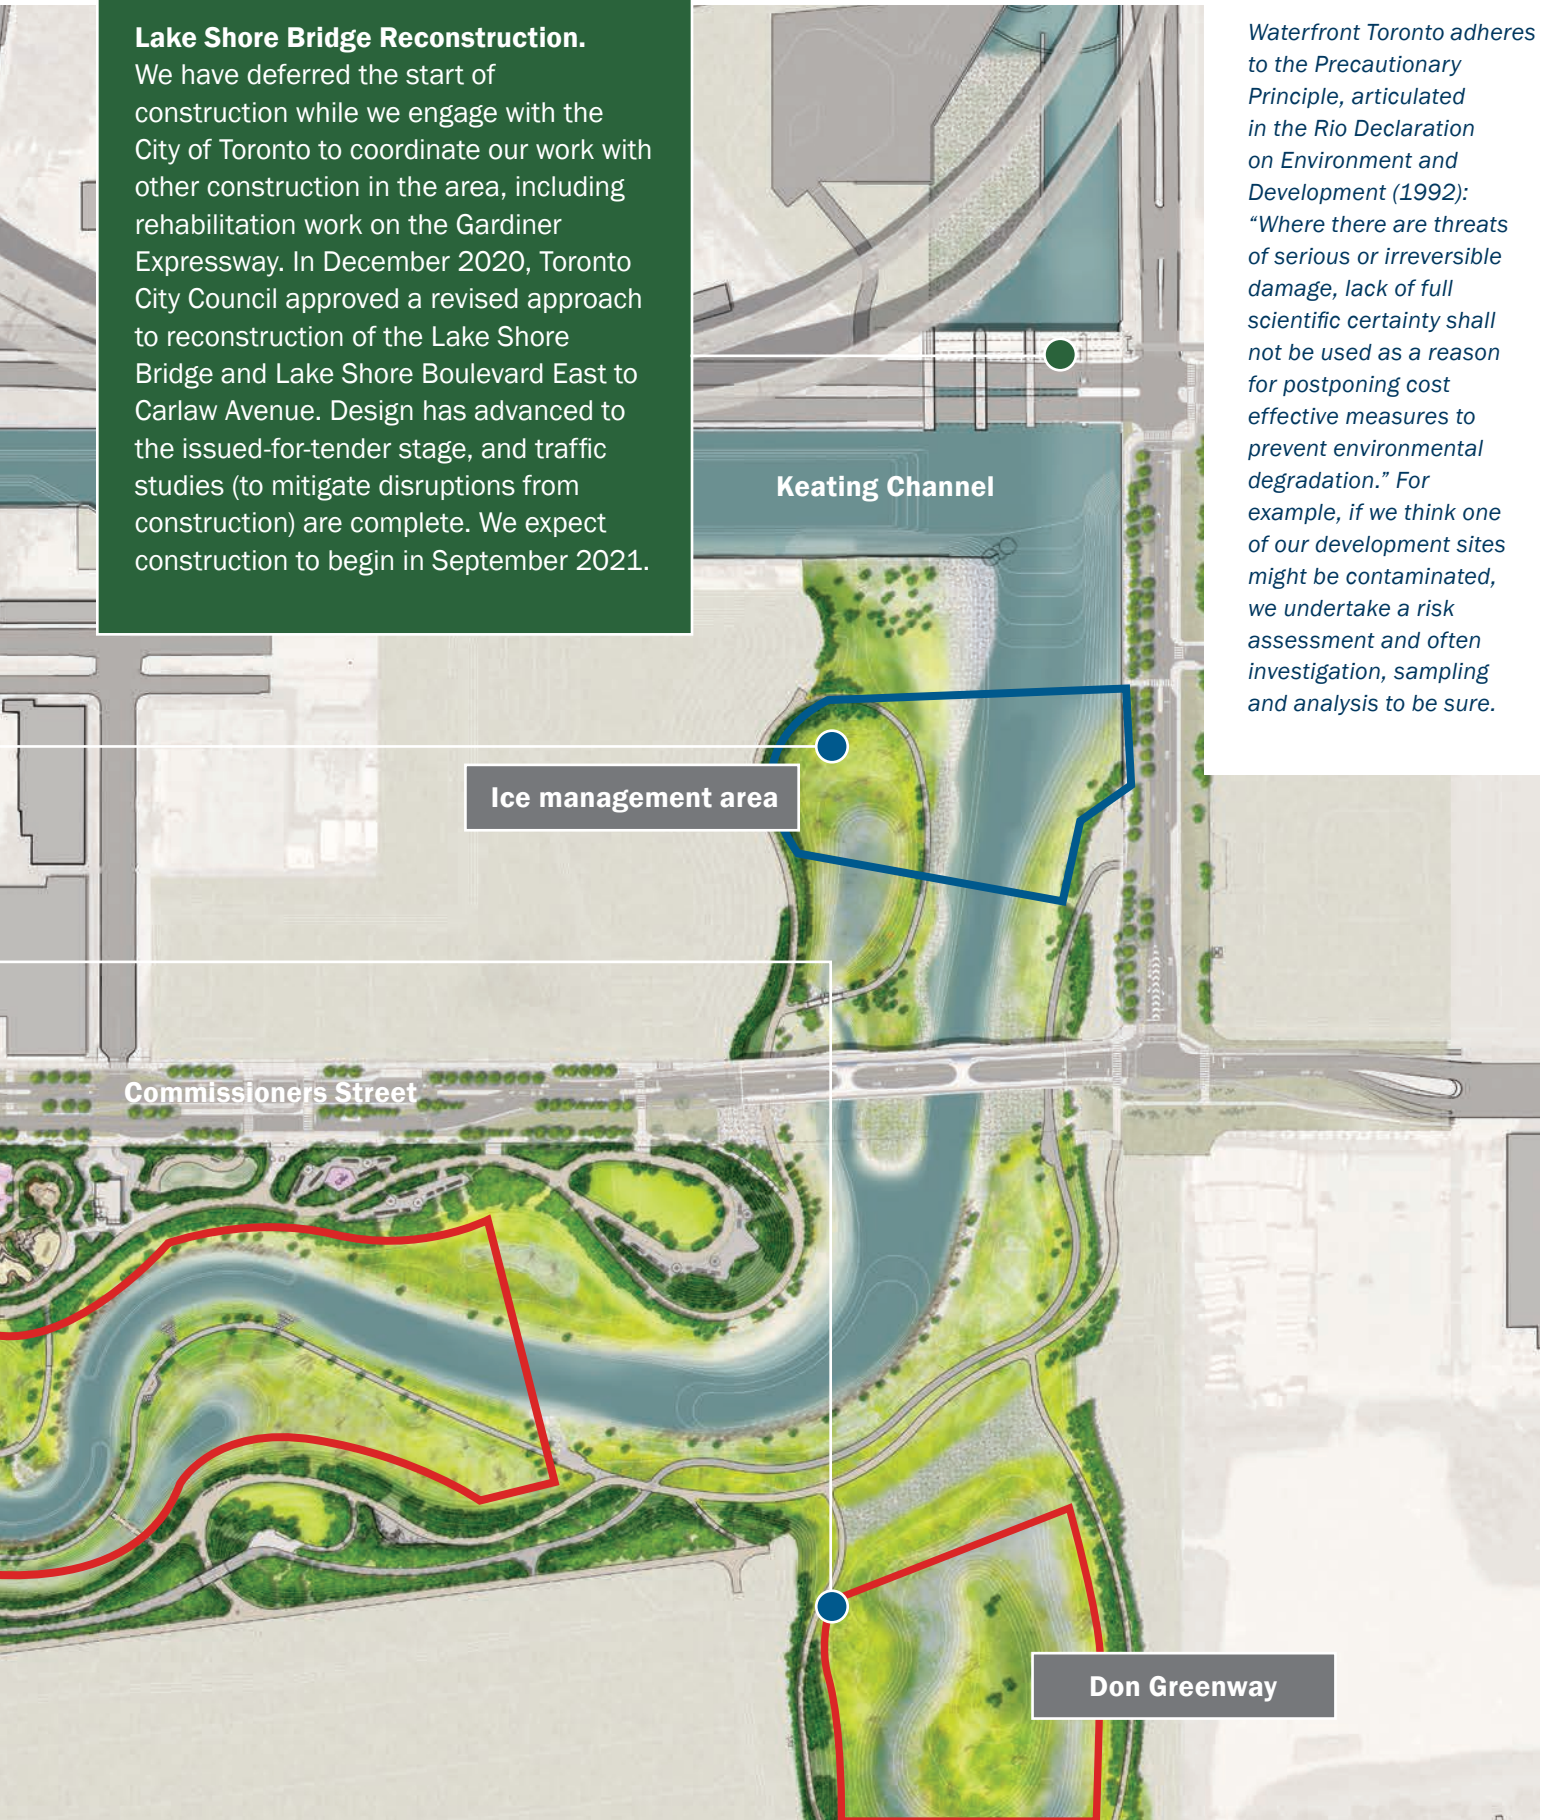 Lake Shore Bridge Reconstruction.
We have deferred the start of
construction while we engage with the
City of Toronto to coordinate our work with
other construction in the area, including
rehabilitation work on the Gardiner
Expressway. In December 2020, Toronto
City Council approved a revised approach
to reconstruction of the Lake Shore
Bridge and Lake Shore Boulevard East to
Carlaw Avenue. Design has advanced to
the issued-for-tender stage, and traffic
studies (to mitigate disruptions from
construction) are complete. We expect
construction to begin in September 2021.
Waterfront Toronto adheres
to the Precautionary
Principle, articulated
in the Rio Declaration
on Environment and
Development (1992):
“Where there are threats
of serious or irreversible
damage, lack of full
scientific certainty shall
not be used as a reason
for postponing cost
effective measures to
prevent environmental
degradation.” For
example, if we think one
of our development sites
might be contaminated,
we undertake a risk
assessment and often
investigation, sampling
and analysis to be sure.
Keating Channel
Ice management area
Commissioners Street
Don Greenway